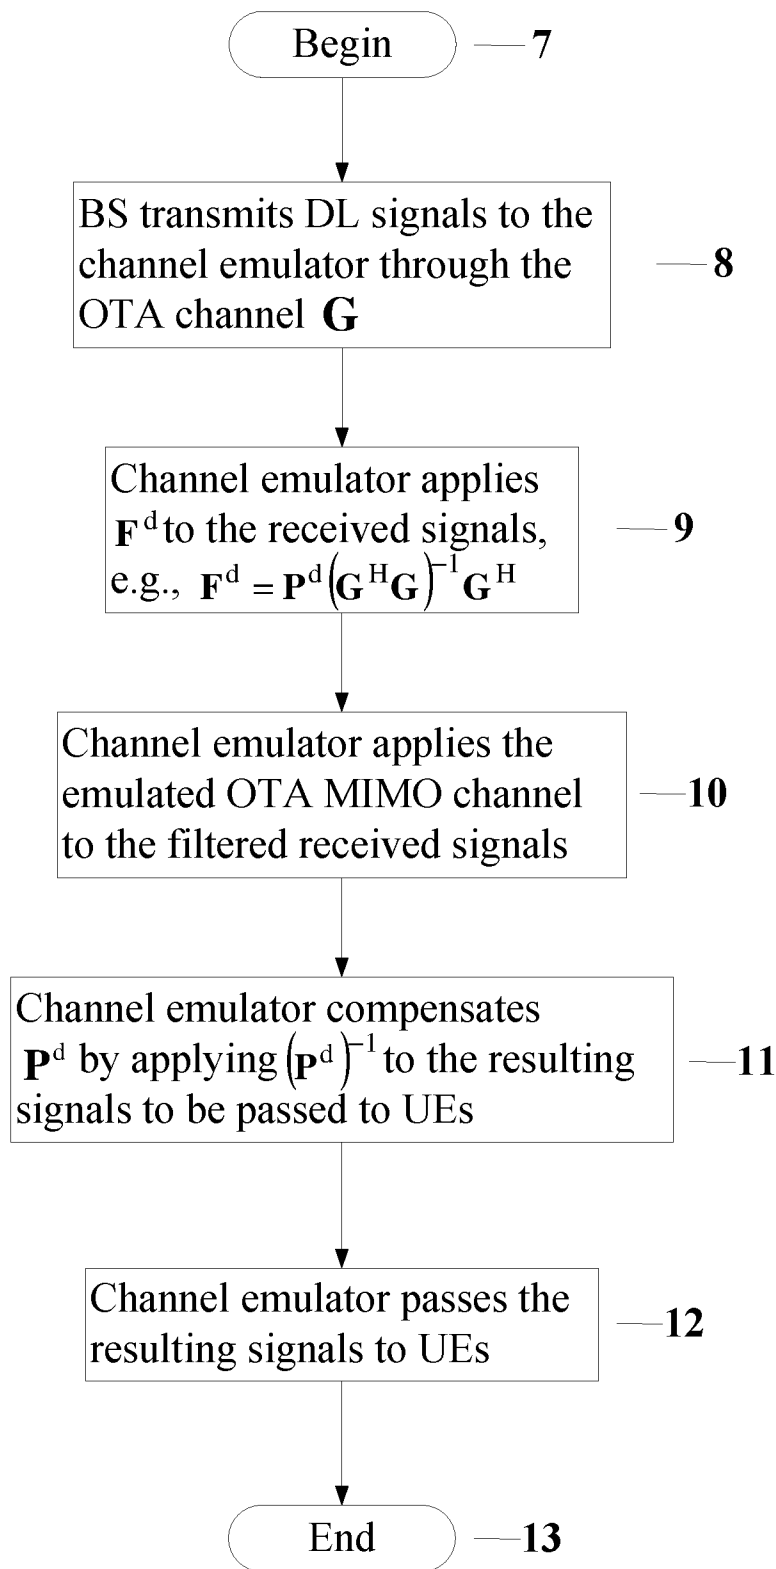 Begin
7
BS transmits DL signals to the
channel emulator through the
OTA channel G
8
Channel emulator applies
F^d to the received signals,
e.g., F^d = P^d (G^H G)^−1 G^H
9
Channel emulator applies the
emulated OTA MIMO channel
to the filtered received signals
10
Channel emulator compensates
P^d by applying (P^d)^−1 to the resulting
signals to be passed to UEs
11
Channel emulator passes the
resulting signals to UEs
12
End
13